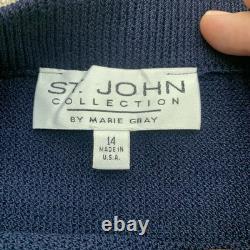 ST. JOHN
COLLECTION
BY MARIE GRAY
14
MADE IN
U.S.A.